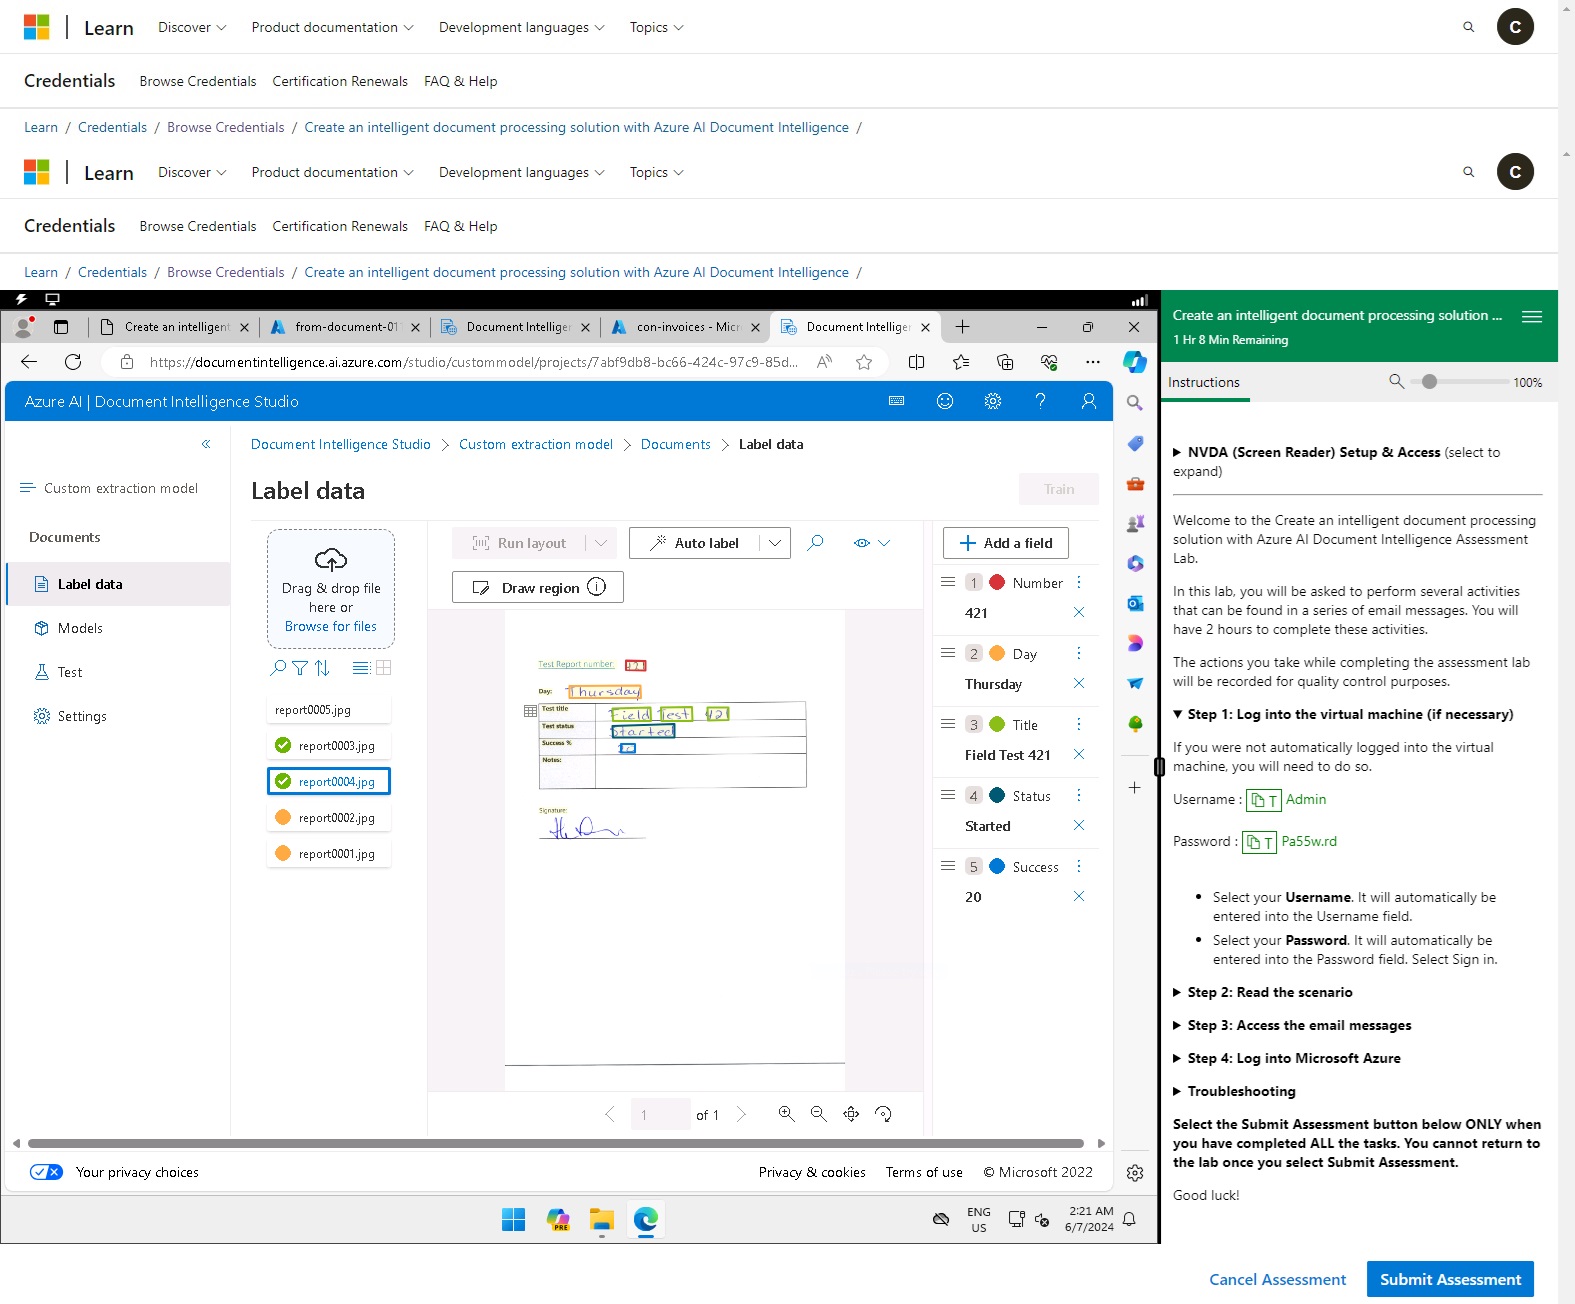 Learn Discover Product documentation Development languages Topics C
Credentials Browse Credentials Certification Renewals FAQ & Help
Learn / Credentials / Browse Credentials / Create an intelligent document processing solution with Azure AI Document Intelligence /
Learn Discover Product documentation Development languages Topics C
Credentials Browse Credentials Certification Renewals FAQ & Help
Learn / Credentials / Browse Credentials / Create an intelligent document processing solution with Azure AI Document Intelligence /
Create an intelligent from-document-01 Document Intelligen con-invoices - Micr Document Intelligen
https://documentintelligence.ai.azure.com/studio/custommodel/projects/7abf9db8-bc66-424c-97c9-85d...
Azure AI | Document Intelligence Studio
Document Intelligence Studio > Custom extraction model > Documents > Label data
Custom extraction model
Documents
Label data
Models
Test
Settings
Label data
Train
Drag & drop file
here or
Browse for files
report0005.jpg
report0003.jpg
report0004.jpg
report0002.jpg
report0001.jpg
Run layout Auto label
Draw region
Test Report number: 421
Day: Thursday
Test title Field Test 421
Test status Started
Success % 20
Notes:
Signature:
1 of 1
Add a field
1 Number
421
2 Day
Thursday
3 Title
Field Test 421
4 Status
Started
5 Success
20
Your privacy choices Privacy & cookies Terms of use © Microsoft 2022
PRE
ENG
US
2:21 AM
6/7/2024
Create an intelligent document processing solution ...
1 Hr 8 Min Remaining
Instructions 100%
NVDA (Screen Reader) Setup & Access (select to
expand)
Welcome to the Create an intelligent document processing
solution with Azure AI Document Intelligence Assessment
Lab.
In this lab, you will be asked to perform several activities
that can be found in a series of email messages. You will
have 2 hours to complete these activities.
The actions you take while completing the assessment lab
will be recorded for quality control purposes.
Step 1: Log into the virtual machine (if necessary)
If you were not automatically logged into the virtual
machine, you will need to do so.
Username : T Admin
Password : T Pa55w.rd
• Select your Username. It will automatically be
entered into the Username field.
• Select your Password. It will automatically be
entered into the Password field. Select Sign in.
Step 2: Read the scenario
Step 3: Access the email messages
Step 4: Log into Microsoft Azure
Troubleshooting
Select the Submit Assessment button below ONLY when
you have completed ALL the tasks. You cannot return to
the lab once you select Submit Assessment.
Good luck!
Cancel Assessment Submit Assessment